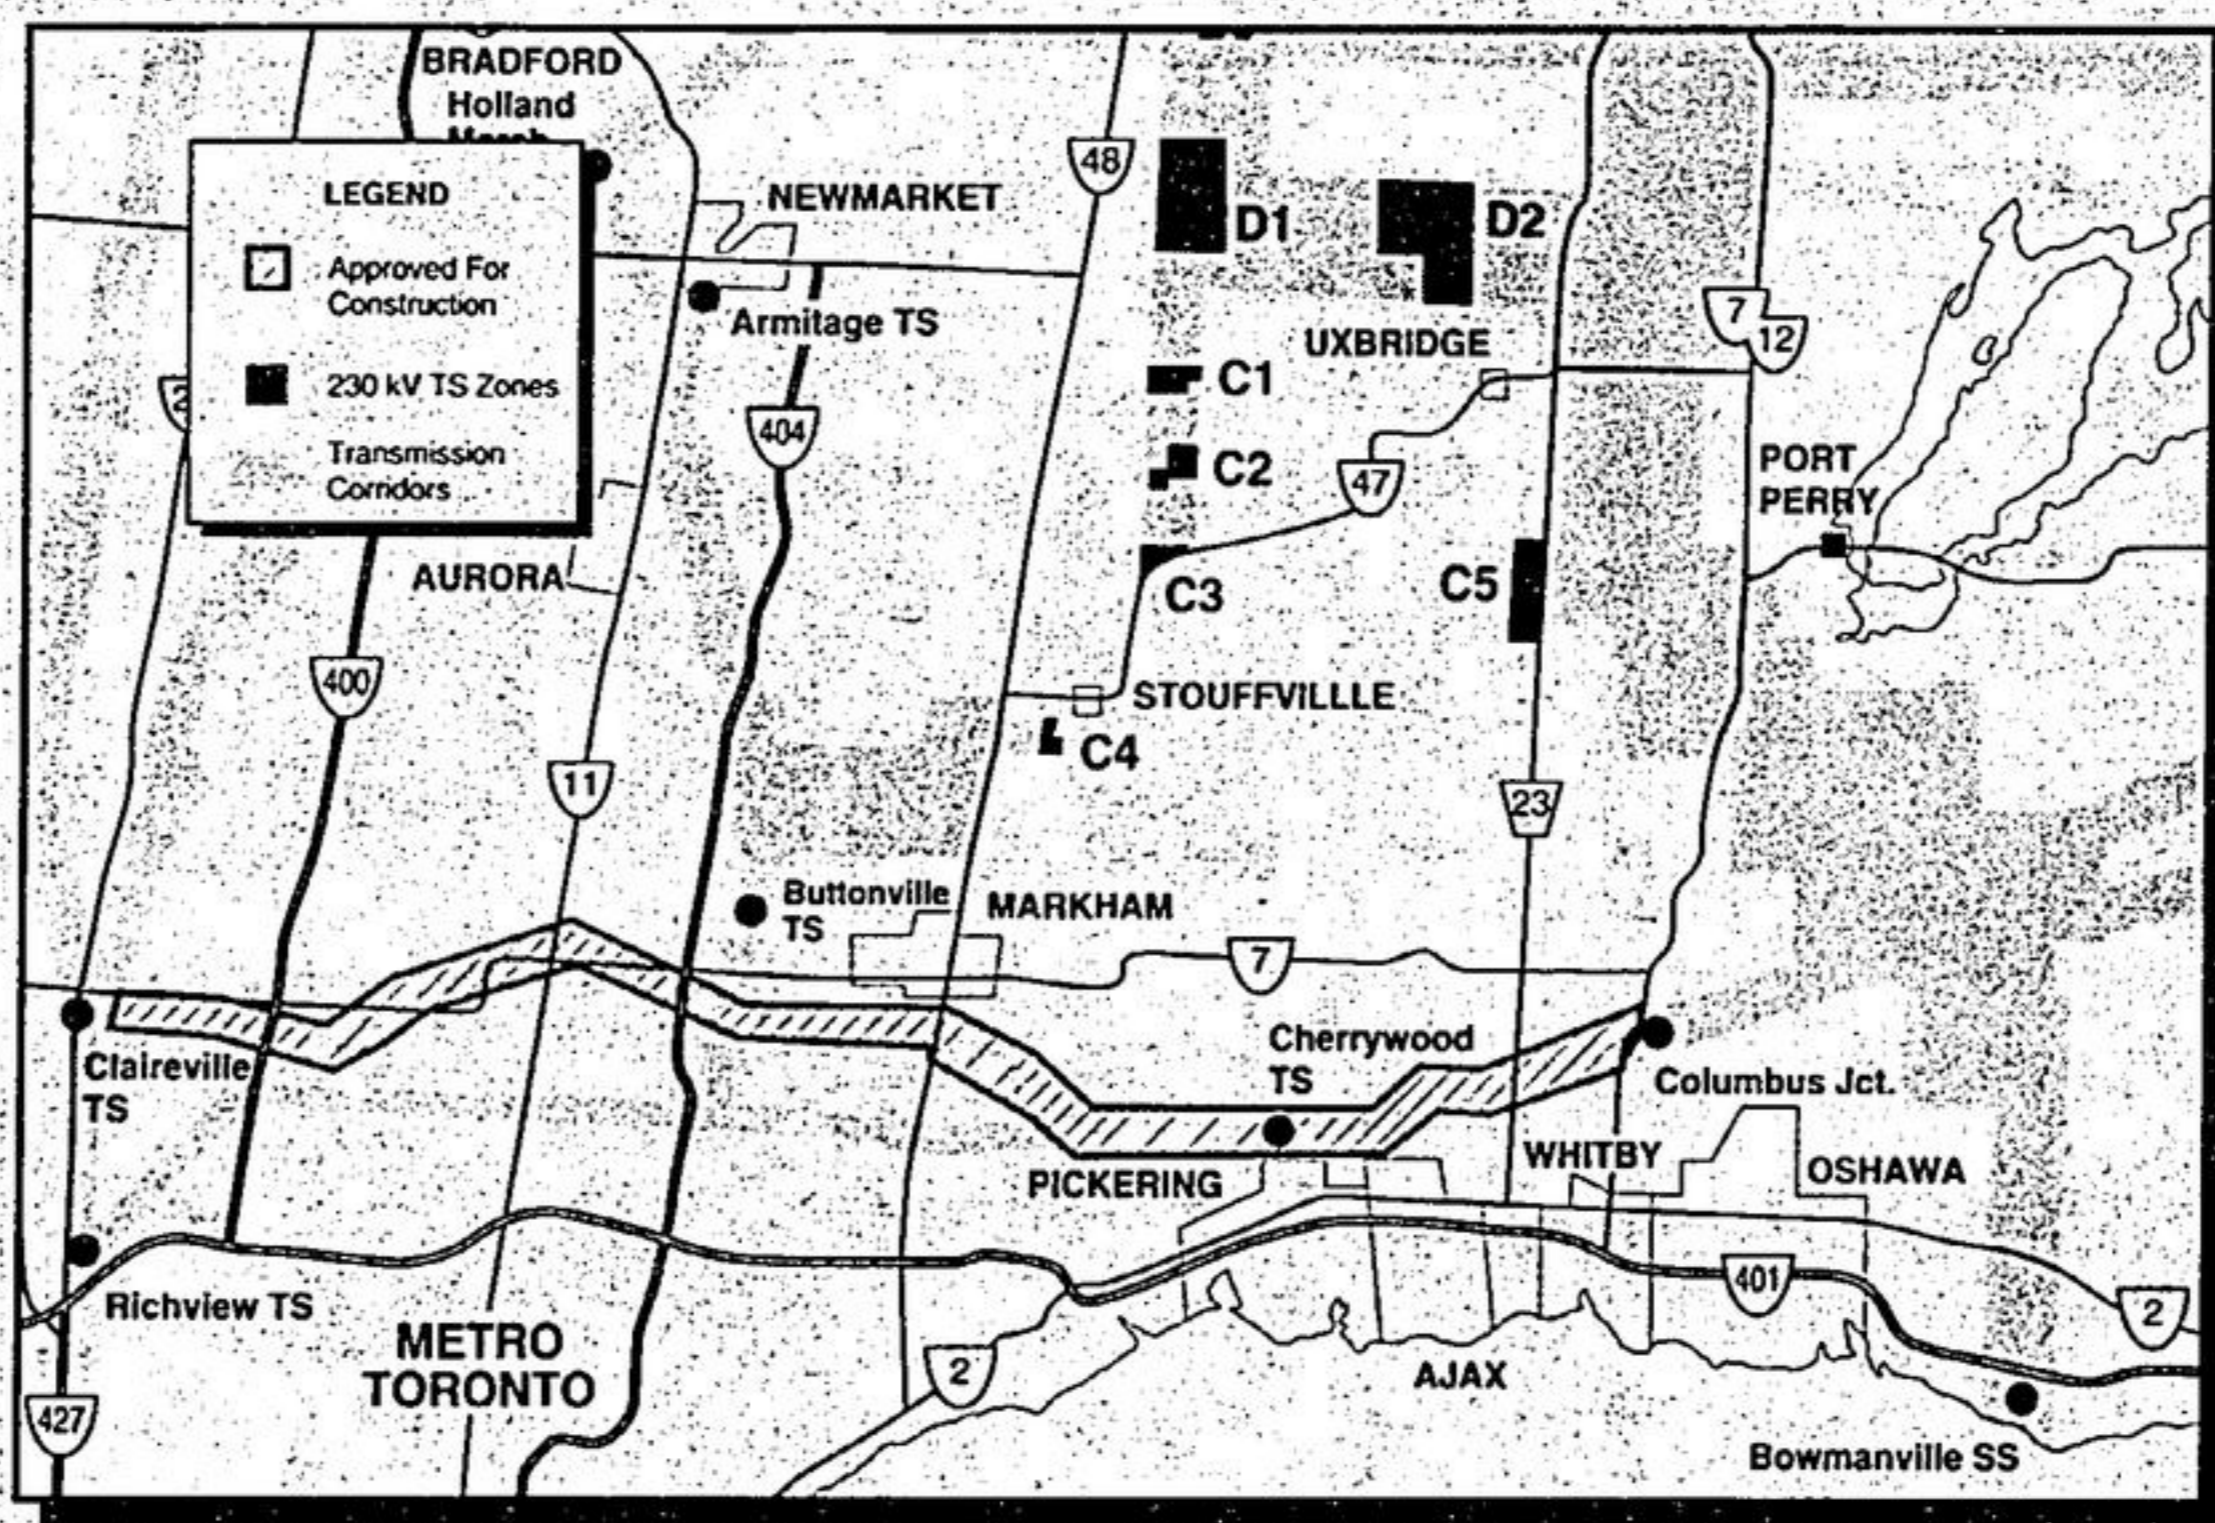 BRADFORD
Holland
Marsh
LEGEND
Approved For
Construction
230 kV TS Zones
Transmission
Corridors
NEWMARKET
Armitage TS
48
D1
D2
UXBRIDGE
7
12
C1
404
C2
47
PORT
PERRY
AURORA
C3
C5
400
STOUFFVILLLE
C4
11
23
Buttonville
TS
MARKHAM
7
Claireville
TS
Cherrywood
TS
Columbus Jct.
PICKERING
WHITBY
OSHAWA
401
Richview TS
METRO
TORONTO
2
2
AJAX
427
Bowmanville SS